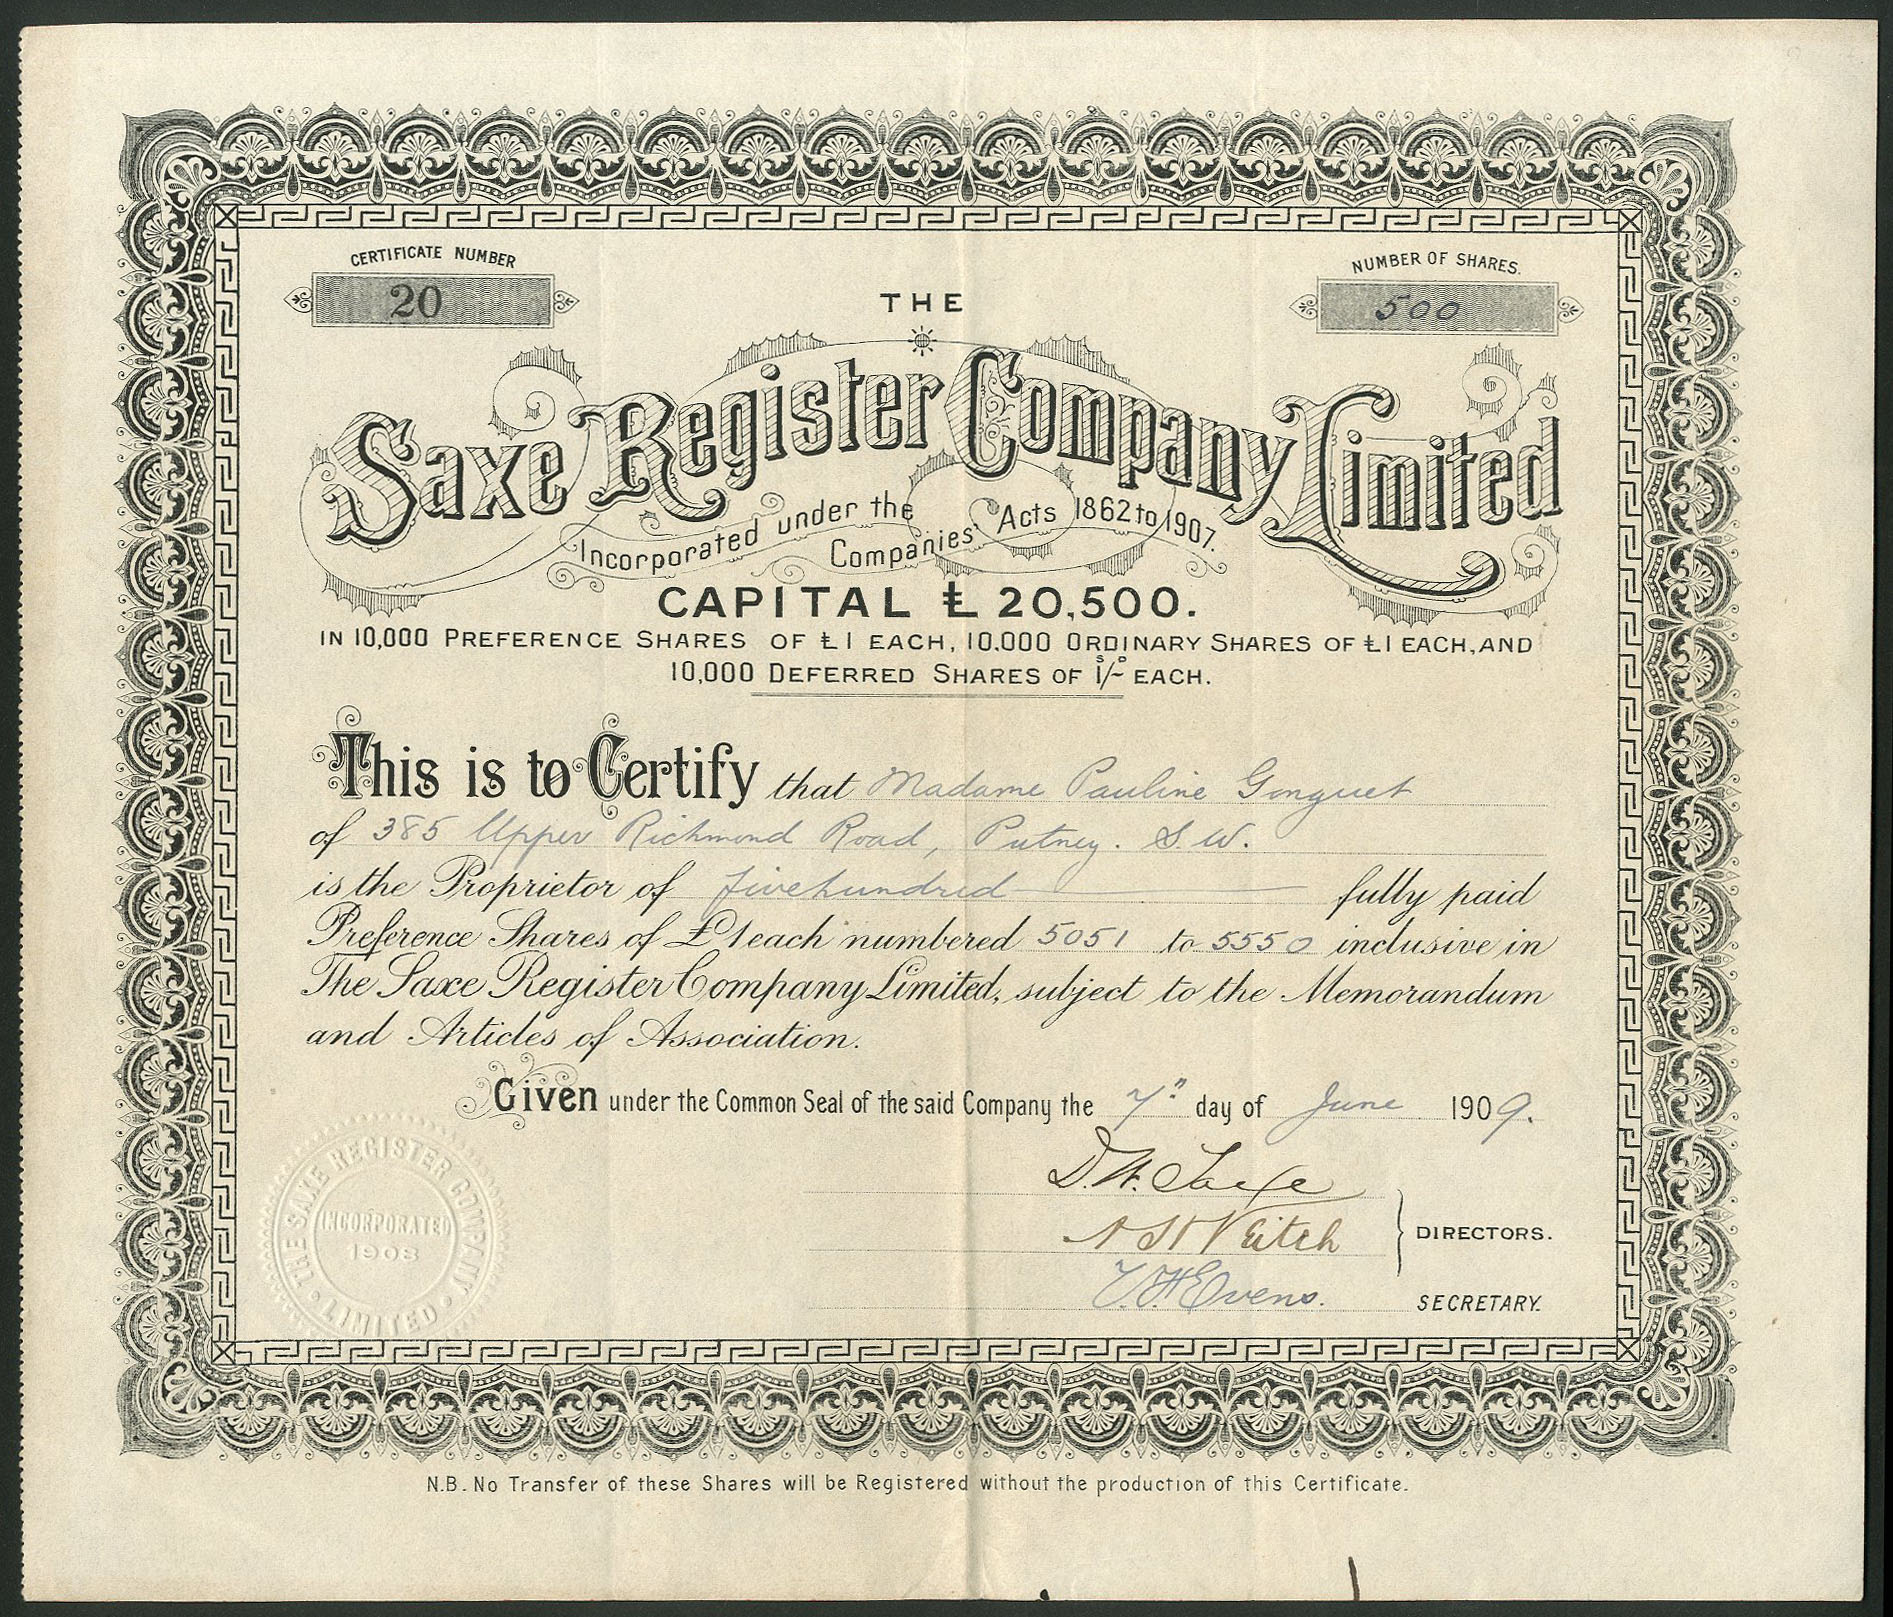 CERTIFICATE NUMBER
20
NUMBER OF SHARES.
500
THE
Saxe Register Company Limited
Incorporated under the Companies' Acts 1862 to 1907.
CAPITAL £ 20,500.
IN 10,000 PREFERENCE SHARES OF £1 EACH, 10.000 ORDINARY SHARES OF £1 EACH, AND
10,000 DEFERRED SHARES OF 1/- EACH.
This is to Certify that Madame Pauline
of 385 Upper Richmond Road, Putney. S.W.
is the Proprietor of five hundred fully paid
Preference Shares of £1 each numbered 5051 to 5550 inclusive in
The Saxe Register Company Limited, subject to the Memorandum
and Articles of Association.
Given under the Common Seal of the said Company the 7" day of June 1909.
D.W.
Veitch
DIRECTORS.
Evens.
SECRETARY.
THE SAXE REGISTER COMPANY LIMITED
INCORPORATED
1908
N.B. No Transfer of these Shares will be Registered without the production of this Certificate.